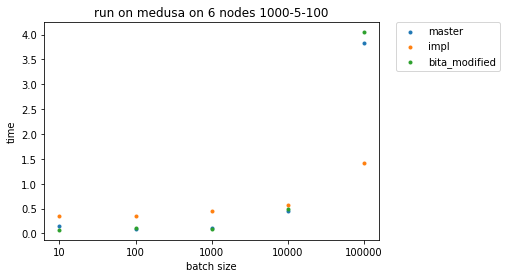 run on medusa on 6 nodes 1000-5-100
master
impl
bita_modified
4.0
3.5
3.0
2.5
2.0
1.5
1.0
0.5
0.0
time
10 100 1000 10000 100000
batch size